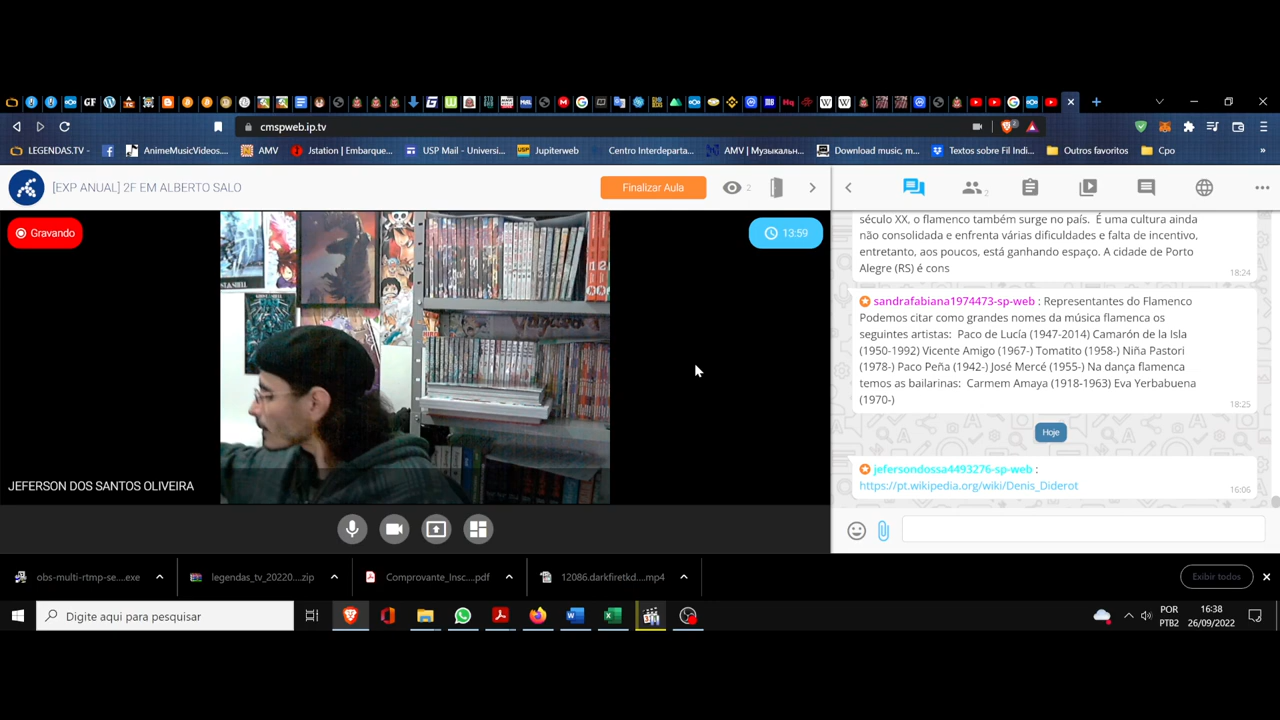 cmspweb.ip.tv
LEGENDAS.TV
AnimeMusicVideos...
AMV
Jstation | Embarque...
USP Mail - Universi...
Jupiterweb
Centro Interdeparta...
AMV | Музыкальн...
Download music, m...
Textos sobre Fil Indi...
Outros favoritos
Cpo
[EXP ANUAL] 2F EM ALBERTO SALO
Finalizar Aula
2
2
Gravando
13:59
JEFERSON DOS SANTOS OLIVEIRA
século XX, o flamenco também surge no país. É uma cultura ainda
não consolidada e enfrenta várias dificuldades e falta de incentivo,
entretanto, aos poucos, está ganhando espaço. A cidade de Porto
Alegre (RS) é cons
18:24
sandrafabiana1974473-sp-web : Representantes do Flamenco
Podemos citar como grandes nomes da música flamenca os
seguintes artistas: Paco de Lucía (1947-2014) Camarón de la Isla
(1950-1992) Vicente Amigo (1967-) Tomatito (1958-) Niña Pastori
(1978-) Paco Peña (1942-) José Mercé (1955-) Na dança flamenca
temos as bailarinas: Carmem Amaya (1918-1963) Eva Yerbabuena
(1970-)
18:25
Hoje
jefersondossa4493276-sp-web :
https://pt.wikipedia.org/wiki/Denis_Diderot
16:06
obs-multi-rtmp-se....exe
legendas_tv_20220....zip
Comprovante_Insc....pdf
12086.darkfiretkd....mp4
Exibir todos
Digite aqui para pesquisar
POR
PTB2
16:38
26/09/2022